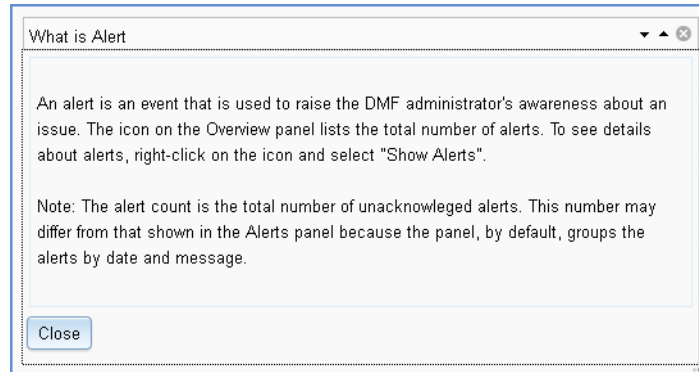 What is Alert
An alert is an event that is used to raise the DMF administrator's awareness about an
issue. The icon on the Overview panel lists the total number of alerts. To see details
about alerts, right-click on the icon and select "Show Alerts".
Note: The alert count is the total number of unacknowleged alerts. This number may
differ from that shown in the Alerts panel because the panel, by default, groups the
alerts by date and message.
Close